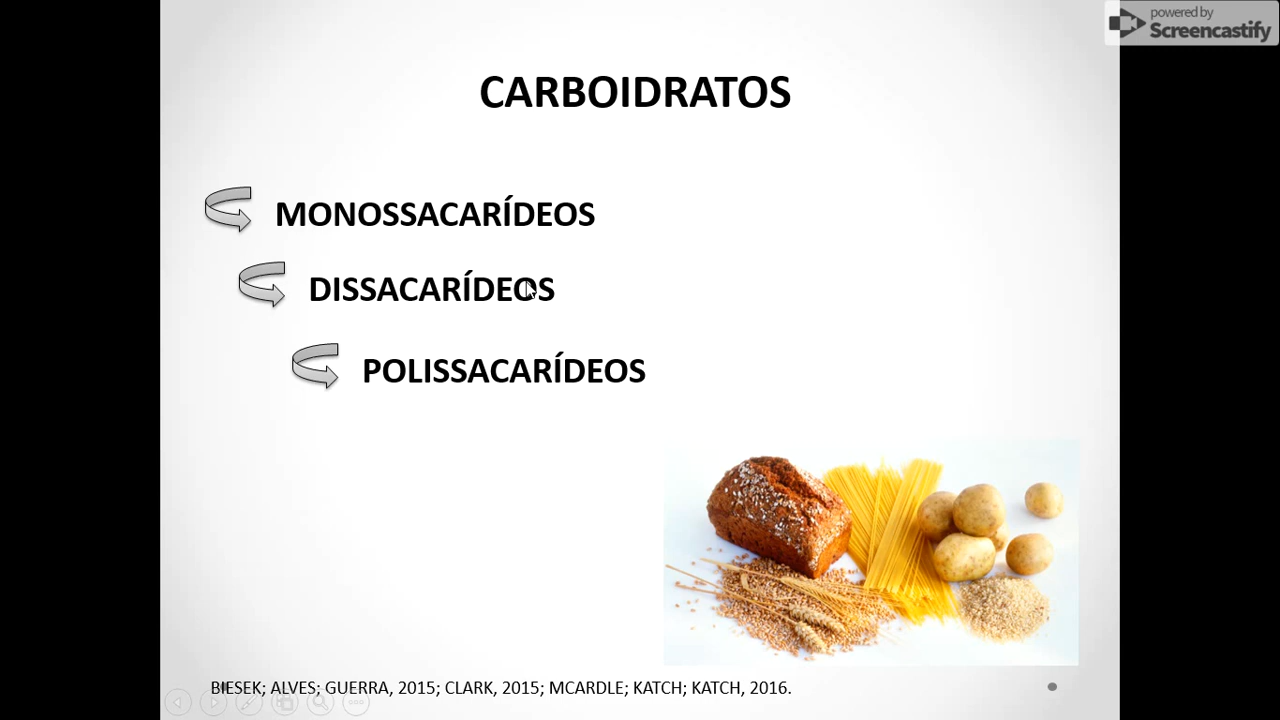 powered by
Screencastify
CARBOIDRATOS
MONOSSACARÍDEOS
DISSACARÍDEOS
POLISSACARÍDEOS
BIESEK; ALVES; GUERRA, 2015; CLARK, 2015; MCARDLE; KATCH; KATCH, 2016.